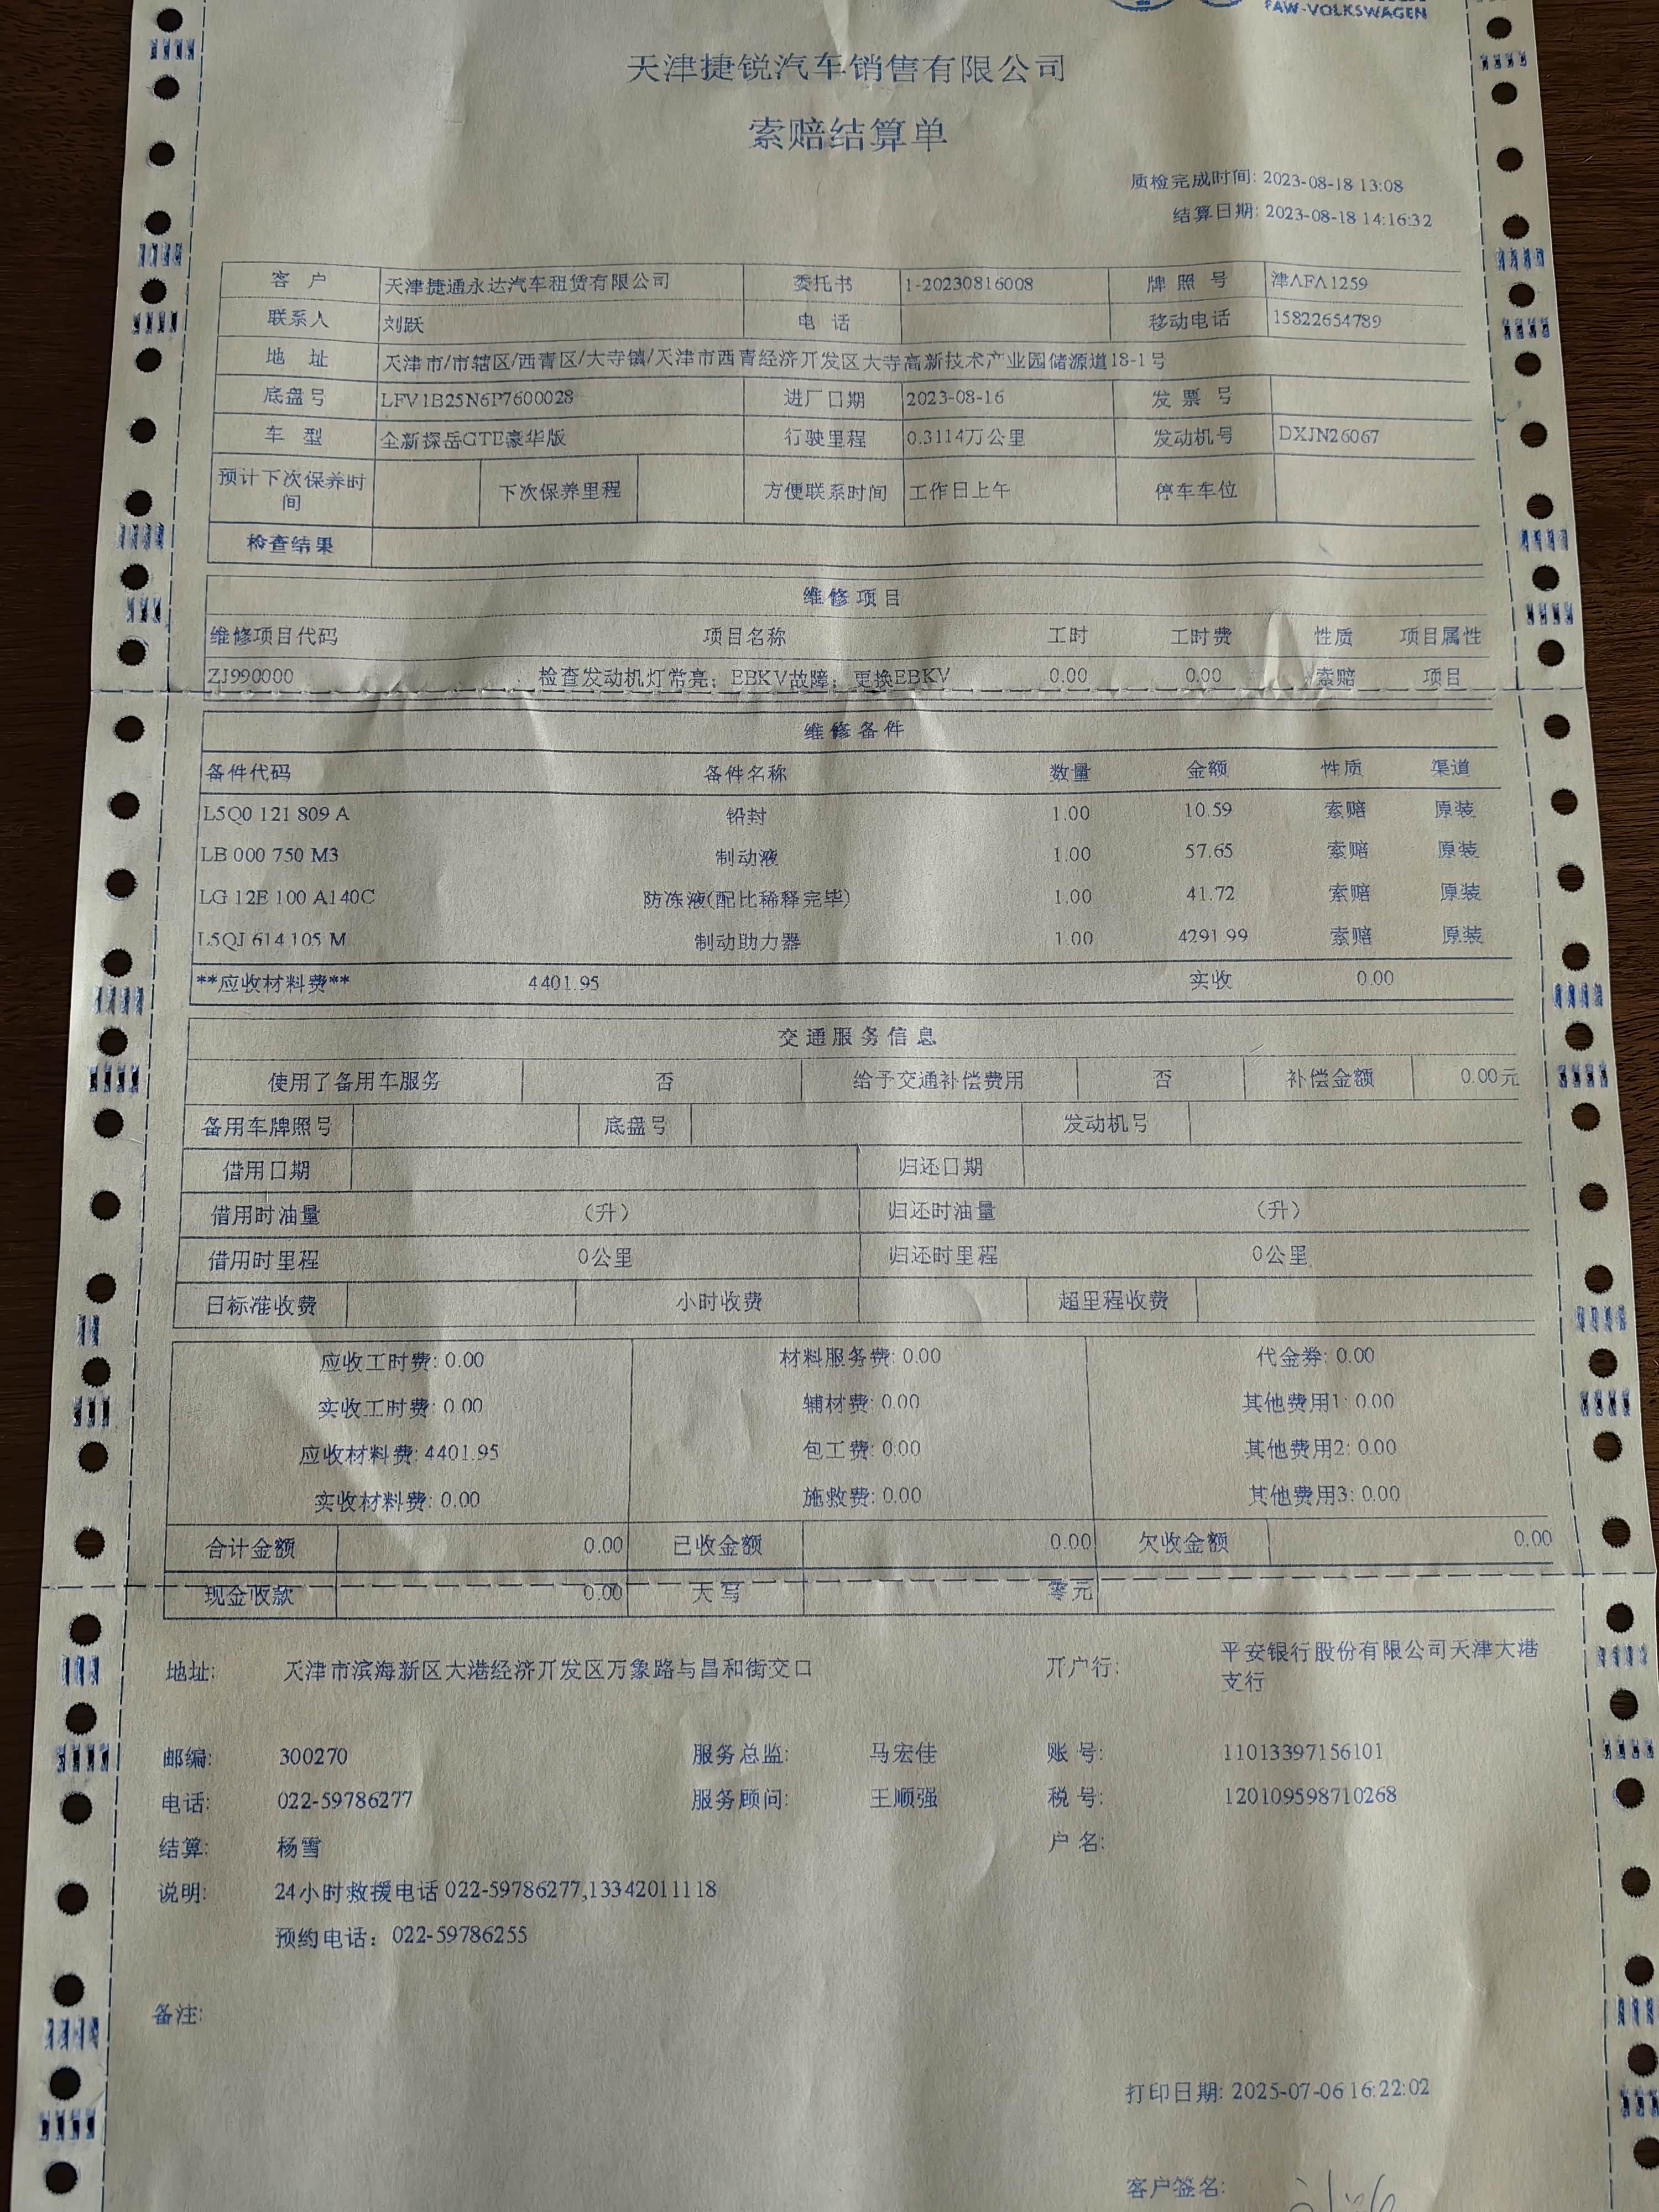 FAW-VOLKSWAGEN
天津捷锐汽车销售有限公司
索赔结算单
质检完成时间: 2023-08-18 13:08
结算日期: 2023-08-18 14:16:32
客 户 天津捷通永达汽车租赁有限公司 委托书 1-20230816008 牌 照 号 津AFA1259
联系人 刘跃 电 话 移动电话 15822654789
地 址 天津市/市辖区/西青区/大寺镇/天津市西青经济开发区大寺高新技术产业园储源道18-1号
底盘号 LFV1B25N6P7600028 进厂日期 2023-08-16 发 票 号
车 型 全新探岳GTE豪华版 行驶里程 0.3114万公里 发动机号 DXJN26067
预计下次保养时间 下次保养里程 方便联系时间 工作日上午 停车车位
检查结果
维修项目
维修项目代码 项目名称 工时 工时费 性质 项目属性
ZJ990000 检查发动机灯常亮；EBKV故障；更换EBKV 0.00 0.00 索赔 项目
维修备件
备件代码 备件名称 数量 金额 性质 渠道
L5Q0 121 809 A 铅封 1.00 10.59 索赔 原装
LB 000 750 M3 制动液 1.00 57.65 索赔 原装
LG 12E 100 A140C 防冻液(配比稀释完毕) 1.00 41.72 索赔 原装
L5QJ 614 105 M 制动助力器 1.00 4291.99 索赔 原装
**应收材料费** 4401.95 实收 0.00
交通服务信息
使用了备用车服务 否 给予交通补偿费用 否 补偿金额 0.00元
备用车牌照号 底盘号 发动机号
借用日期 归还日期
借用时油量 （升） 归还时油量 （升）
借用时里程 0公里 归还时里程 0公里
日标准收费 小时收费 超里程收费
应收工时费: 0.00 材料服务费: 0.00 代金券: 0.00
实收工时费: 0.00 辅材费: 0.00 其他费用1: 0.00
应收材料费: 4401.95 包工费: 0.00 其他费用2: 0.00
实收材料费: 0.00 施救费: 0.00 其他费用3: 0.00
合计金额 0.00 已收金额 0.00 欠收金额 0.00
现金收款 0.00 大写 零元
地址: 天津市滨海新区大港经济开发区万象路与昌和街交口 开户行: 平安银行股份有限公司天津大港
支行
邮编: 300270 服务总监: 马宏佳 账 号: 11013397156101
电话: 022-59786277 服务顾问: 王顺强 税 号: 120109598710268
结算: 杨雪 户 名:
说明: 24小时救援电话 022-59786277,13342011118
预约电话：022-59786255
备注:
打印日期: 2025-07-06 16:22:02
客户签名: